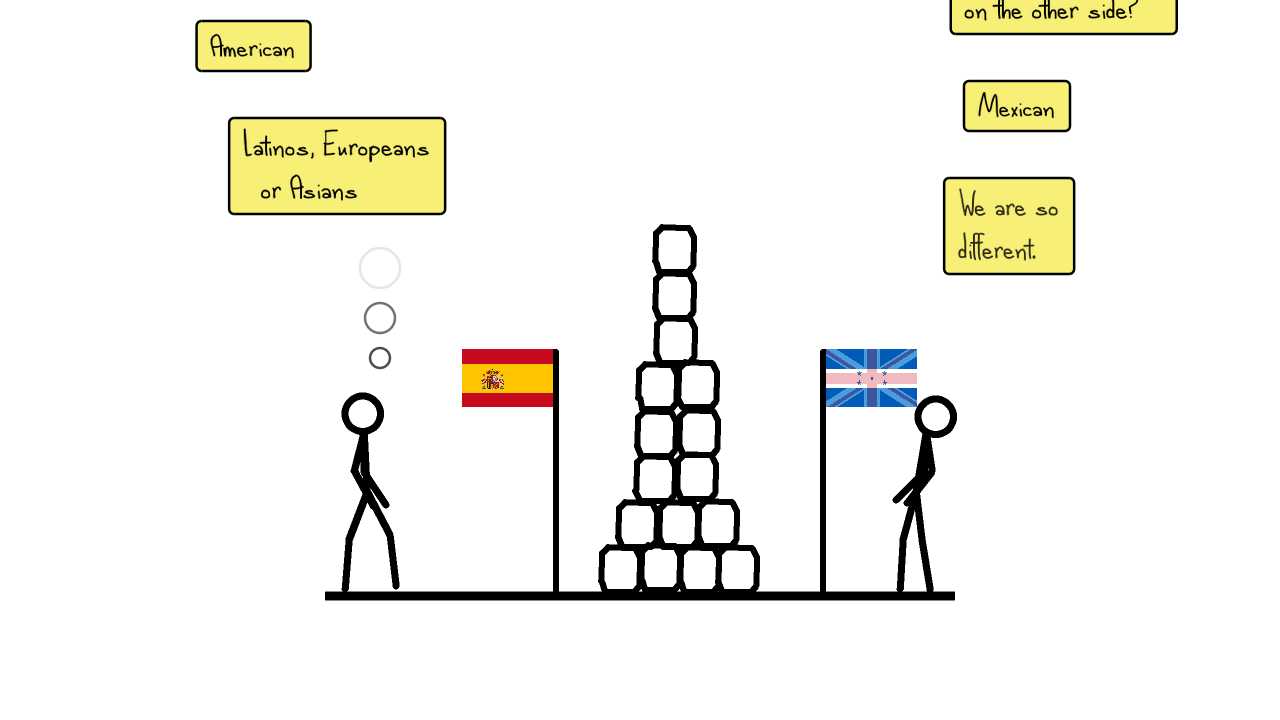 American
Latinos, Europeans
or Asians
on the other side?
Mexican
We are so
different.